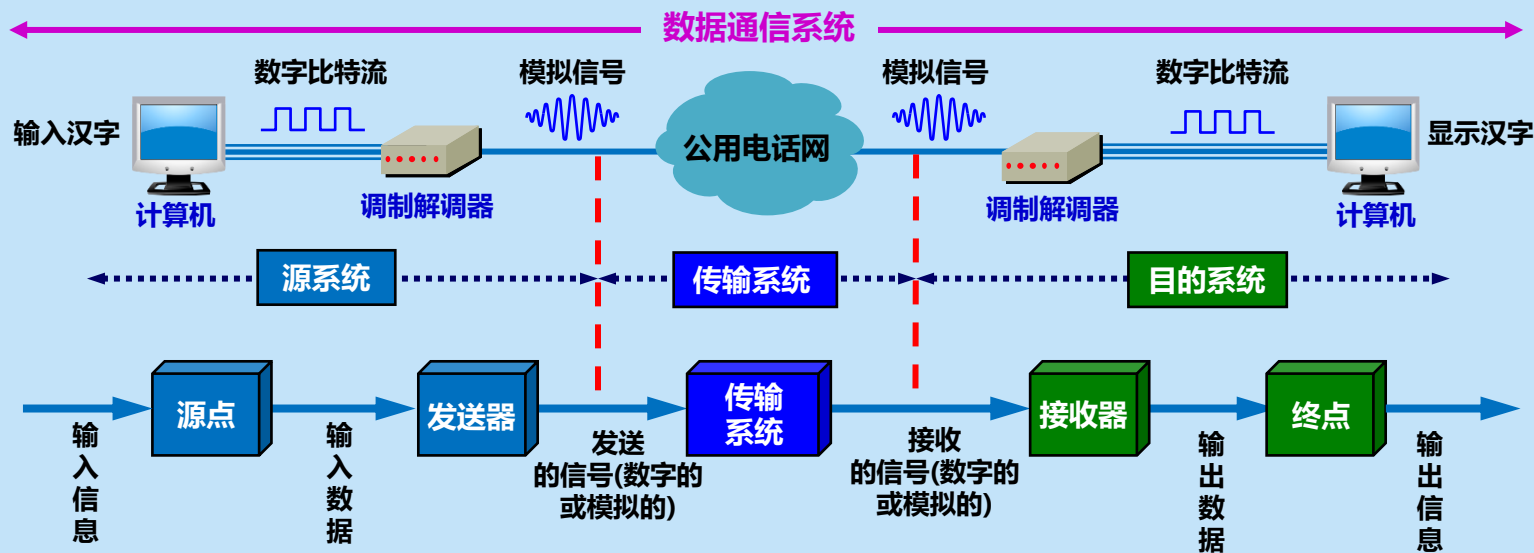 数据通信系统
数字比特流
模拟信号
模拟信号
数字比特流
输入汉字
公用电话网
显示汉字
计算机
调制解调器
调制解调器
计算机
源系统
传输系统
目的系统
源点
发送器
传输
系统
接收器
终点
输入信息
输入数据
发送
的信号(数字的
或模拟的)
接收
的信号(数字的
或模拟的)
输出数据
输出信息